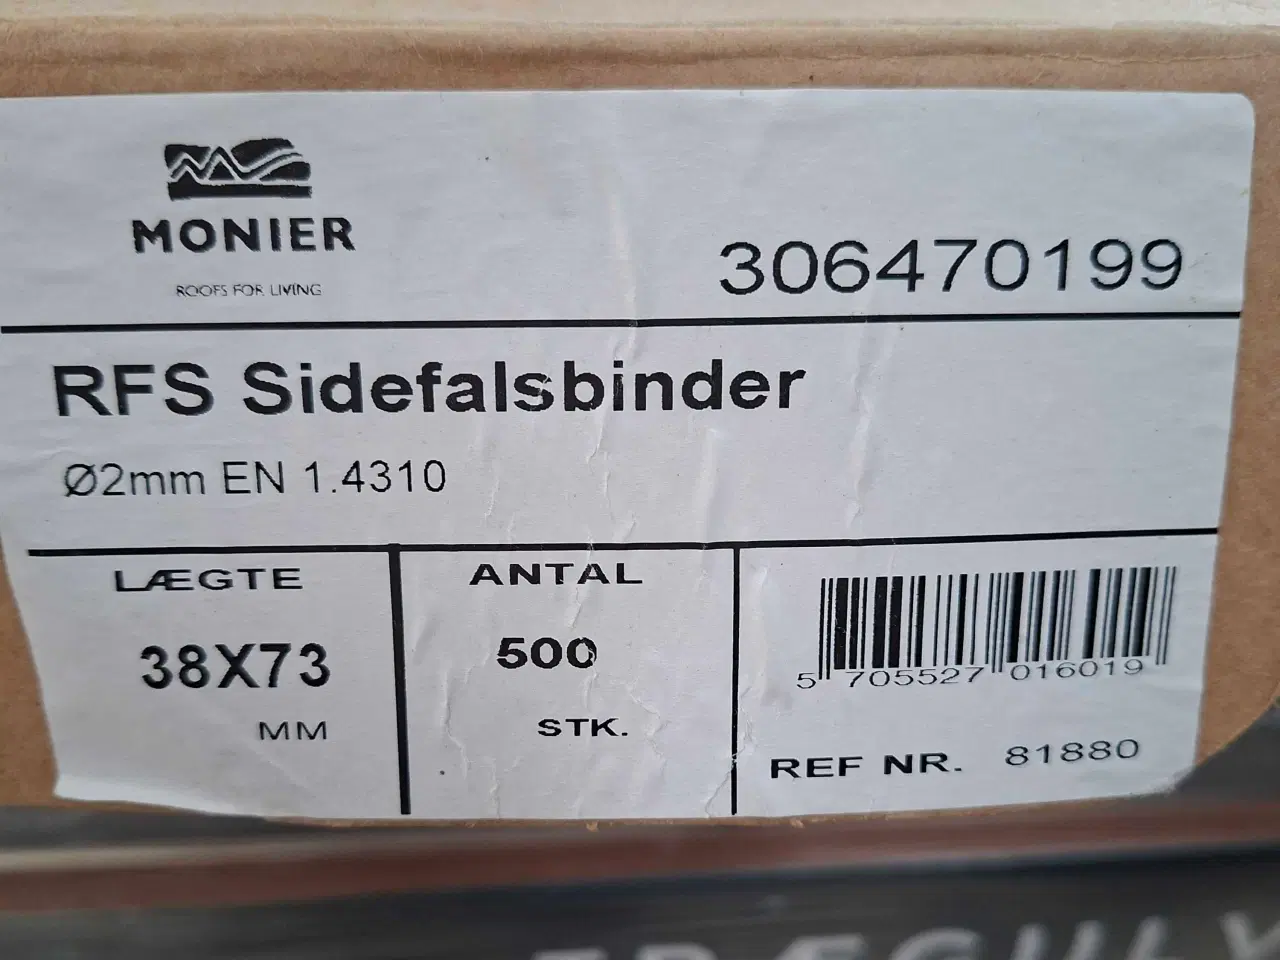 MONIER
ROOFS FOR LIVING
306470199
RFS Sidefalsbinder
Ø2mm EN 1.4310
LÆGTE
38X73
MM
ANTAL
500
STK.
5 705527 016019
REF NR. 81880